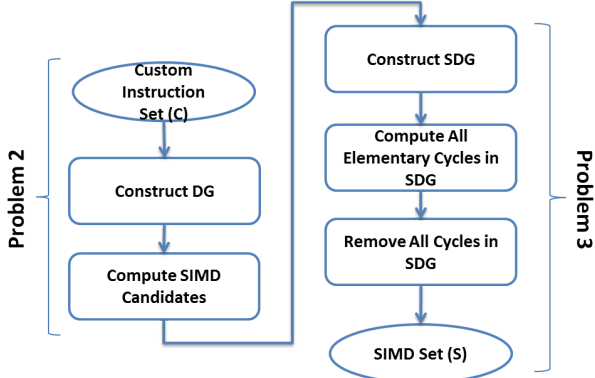 Problem 2
Custom
Instruction
Set (C)
Construct DG
Compute SIMD
Candidates
Construct SDG
Compute All
Elementary Cycles in
SDG
Remove All Cycles in
SDG
SIMD Set (S)
Problem 3